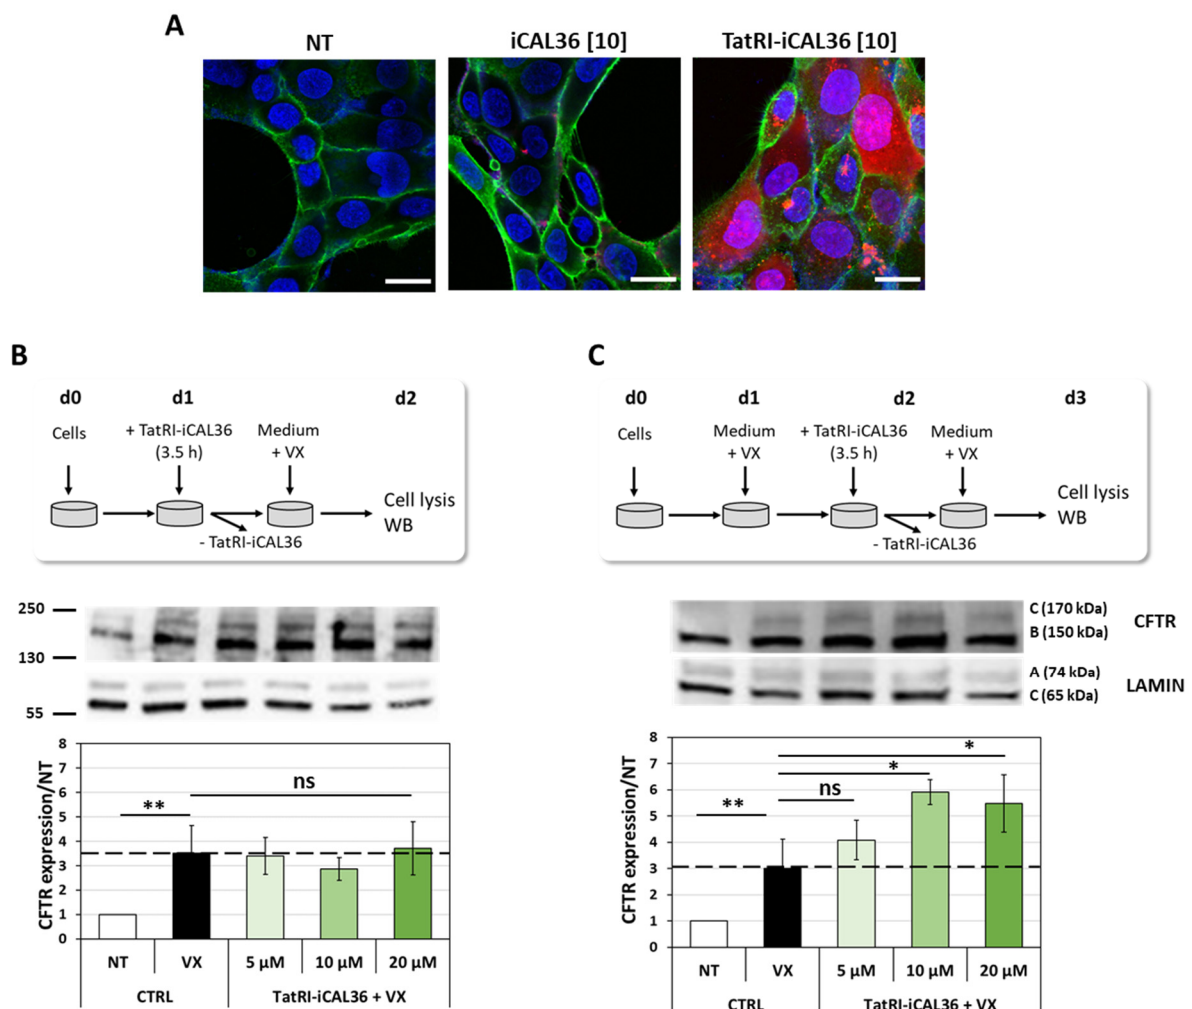 A
NT
iCAL36 [10]
TatRI-iCAL36 [10]
B
d0
d1
d2
Cells
+ TatRI-iCAL36
(3.5 h)
Medium
+ VX
Cell lysis
WB
- TatRI-iCAL36
250
130
55
CFTR expression/NT
8
7
6
5
4
3
2
1
0
**
ns
NT
VX
5 µM
10 µM
20 µM
CTRL
TatRI-iCAL36 + VX
C
d0
d1
d2
d3
Cells
Medium
+ VX
+ TatRI-iCAL36
(3.5 h)
Medium
+ VX
Cell lysis
WB
- TatRI-iCAL36
C (170 kDa)
B (150 kDa)
CFTR
A (74 kDa)
C (65 kDa)
LAMIN
CFTR expression/NT
8
7
6
5
4
3
2
1
0
**
ns
*
*
NT
VX
5 µM
10 µM
20 µM
CTRL
TatRI-iCAL36 + VX